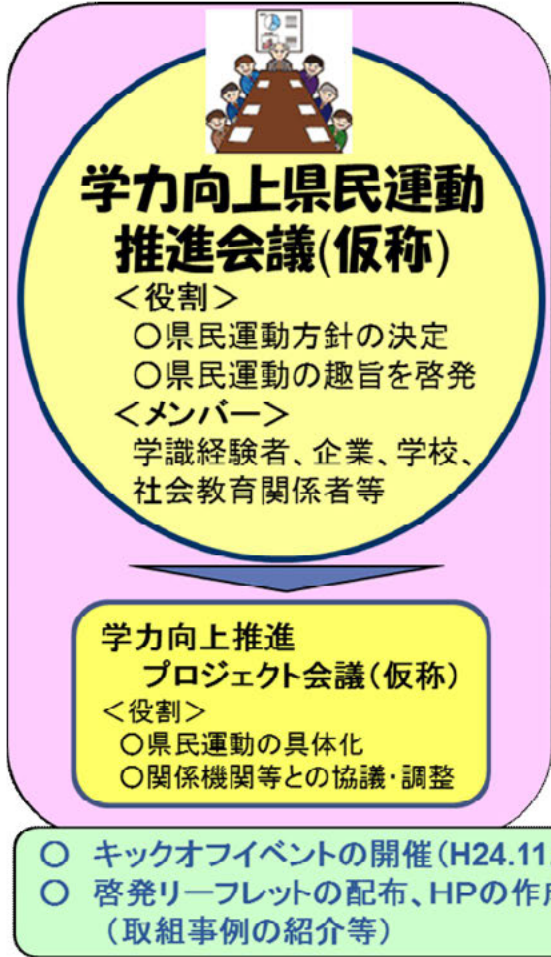 学力向上県民運動
推進会議(仮称)
<役割>
○県民運動方針の決定
○県民運動の趣旨を啓発
<メンバー>
学識経験者、企業、学校、
社会教育関係者等
学力向上推進
プロジェクト会議(仮称)
<役割>
○県民運動の具体化
○関係機関等との協議・調整
○ キックオフイベントの開催(H24.11
○ 啓発リーフレットの配布、HPの作成
(取組事例の紹介等)